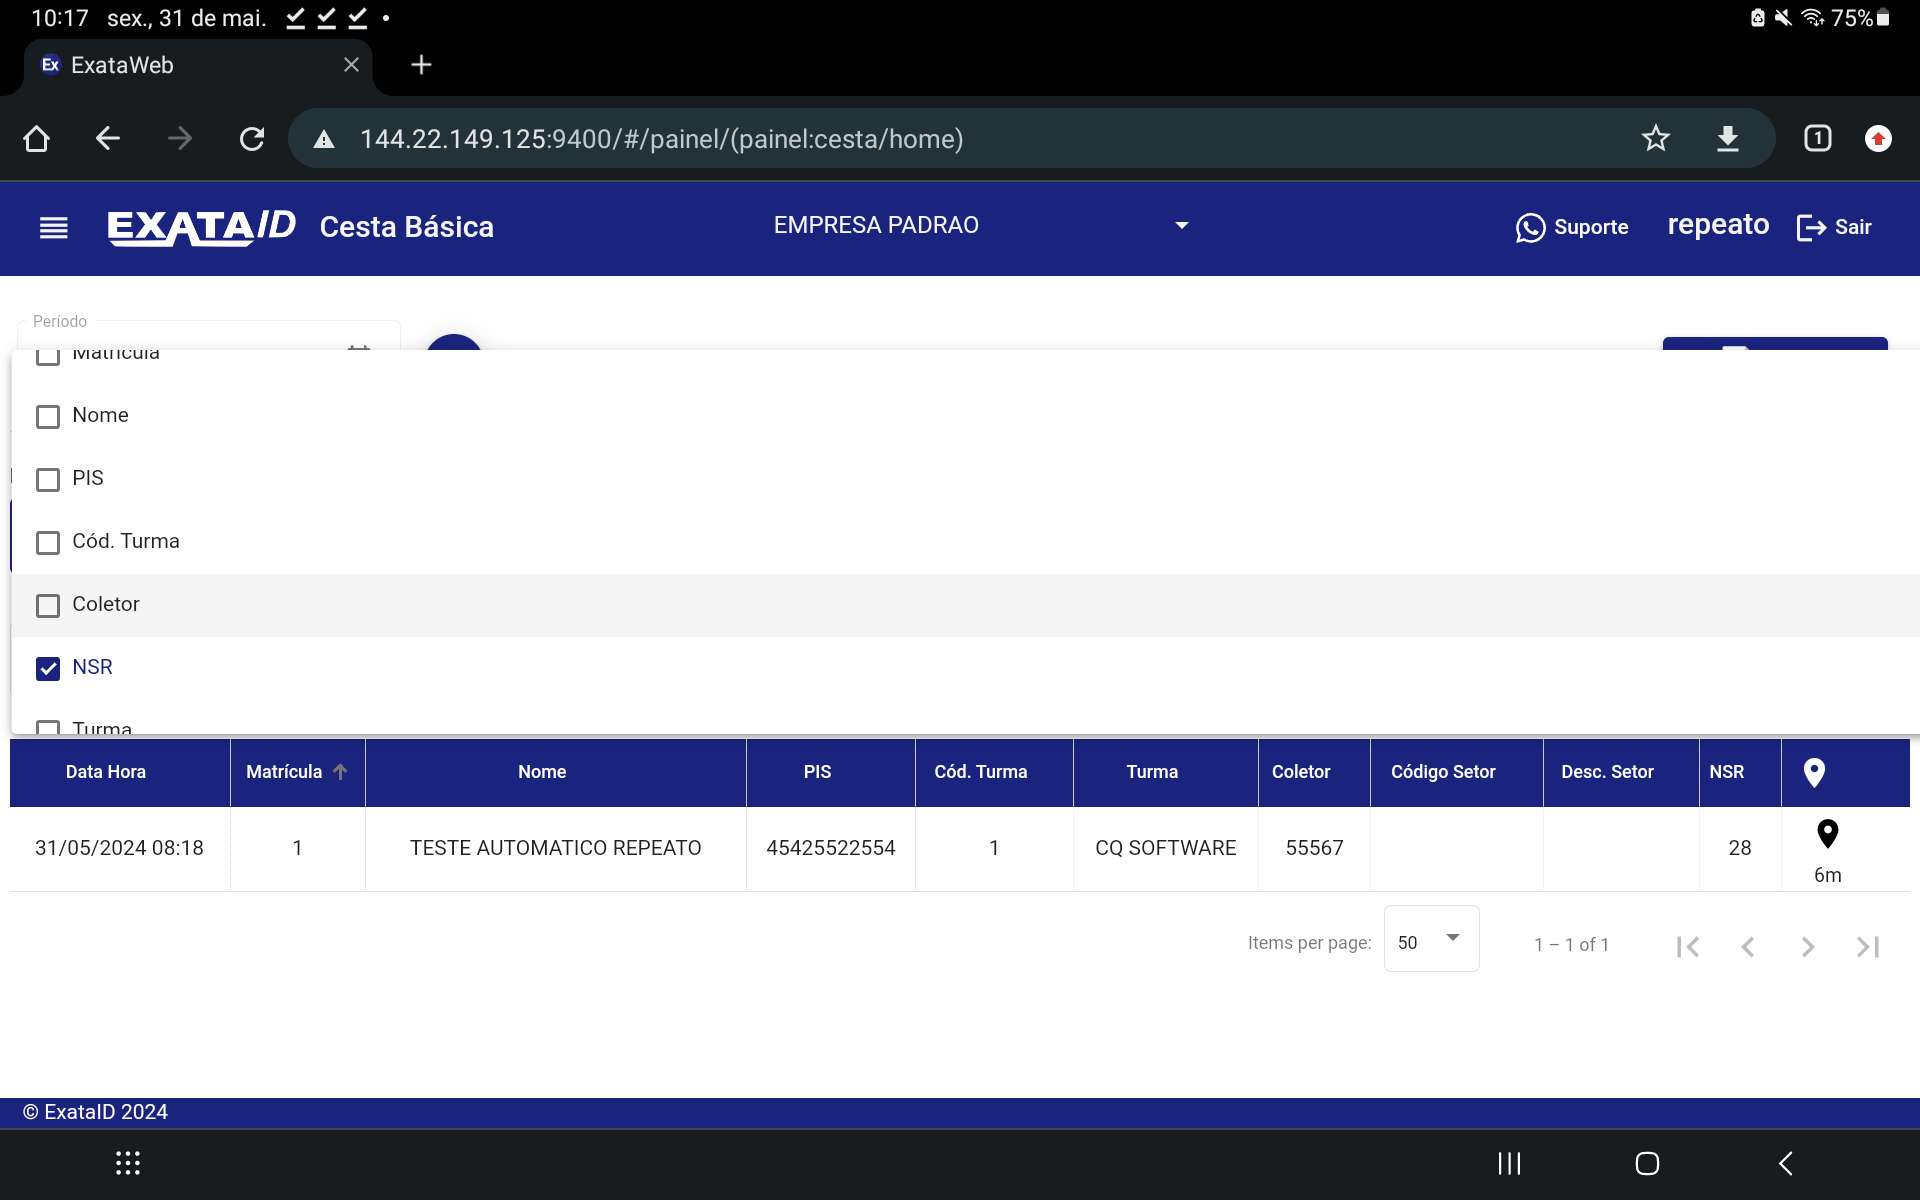 10:17 sex., 31 de mai.
75%
Ex ExataWeb
144.22.149.125:9400/#/painel/(painel:cesta/home)
1
EXATAID Cesta Básica EMPRESA PADRAO Suporte repeato Sair
Período
Matrícula
Nome
PIS
Cód. Turma
Coletor
NSR
Turma
Data Hora Matrícula Nome PIS Cód. Turma Turma Coletor Código Setor Desc. Setor NSR
31/05/2024 08:18 1 TESTE AUTOMATICO REPEATO 45425522554 1 CQ SOFTWARE 55567 28
6m
Items per page: 50 1 – 1 of 1
© ExataID 2024